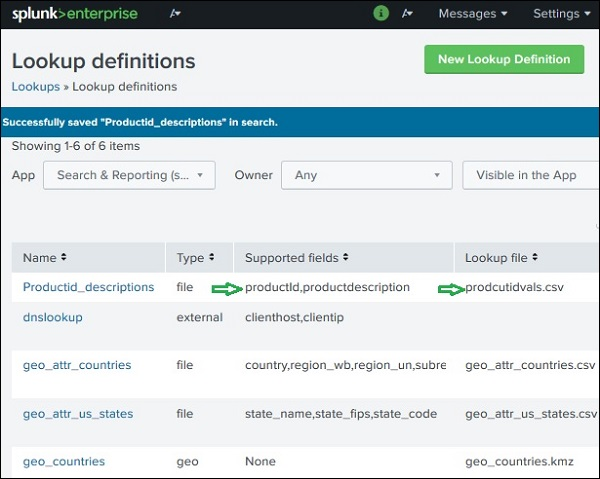 splunk>enterprise A▾ i A▾ Messages ▾ Settings ▾
Lookup definitions
New Lookup Definition
Lookups » Lookup definitions
Successfully saved "Productid_descriptions" in search.
Showing 1-6 of 6 items
App Search & Reporting (s... ▾ Owner Any ▾ Visible in the App
Name Type Supported fields Lookup file
Productid_descriptions file productId,productdescription prodcutidvals.csv
dnslookup external clienthost,clientip
geo_attr_countries file country,region_wb,region_un,subre geo_attr_countries.csv
geo_attr_us_states file state_name,state_fips,state_code geo_attr_us_states.csv
geo_countries geo None geo_countries.kmz